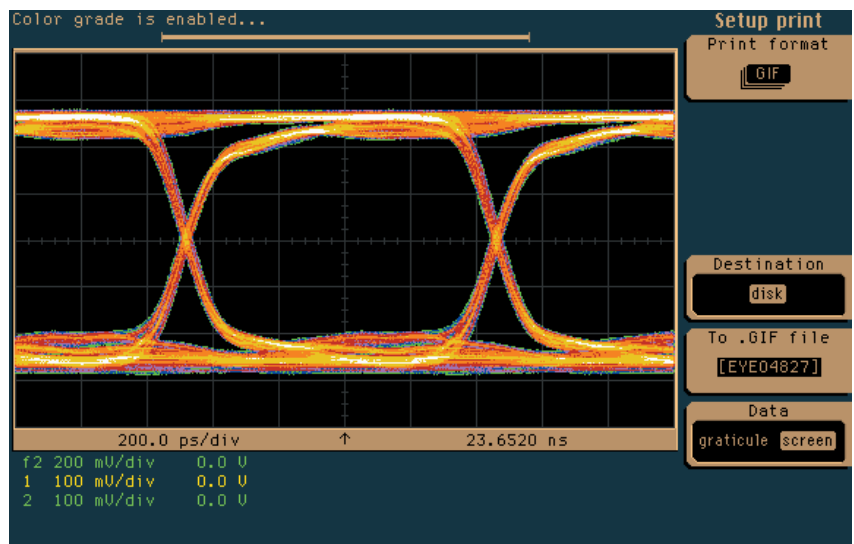 Color grade is enabled...
Setup print
Print format
GIF
Destination
disk
To .GIF file
[EYE04827]
Data
graticule screen
200.0 ps/div ↑ 23.6520 ns
f2 200 mV/div 0.0 V
1 100 mV/div 0.0 V
2 100 mV/div 0.0 V